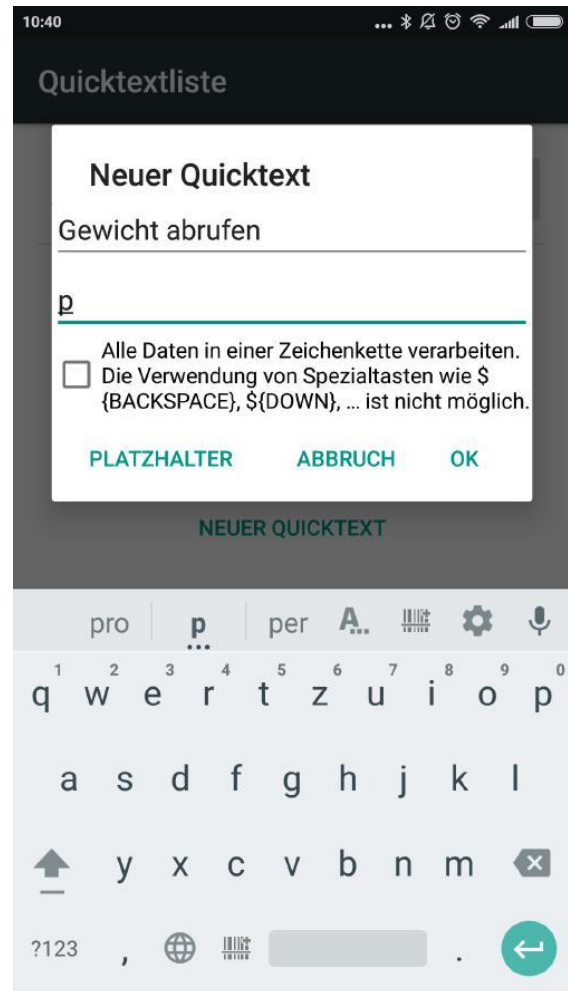 10:40
Quicktextliste
Neuer Quicktext
Gewicht abrufen
p
Alle Daten in einer Zeichenkette verarbeiten.
Die Verwendung von Spezialtasten wie $
{BACKSPACE}, ${DOWN}, ... ist nicht möglich.
PLATZHALTER ABBRUCH OK
NEUER QUICKTEXT
pro p per A...
1 2 3 4 5 6 7 8 9 0
q w e r t z u i o p
a s d f g h j k l
y x c v b n m
?123 , .